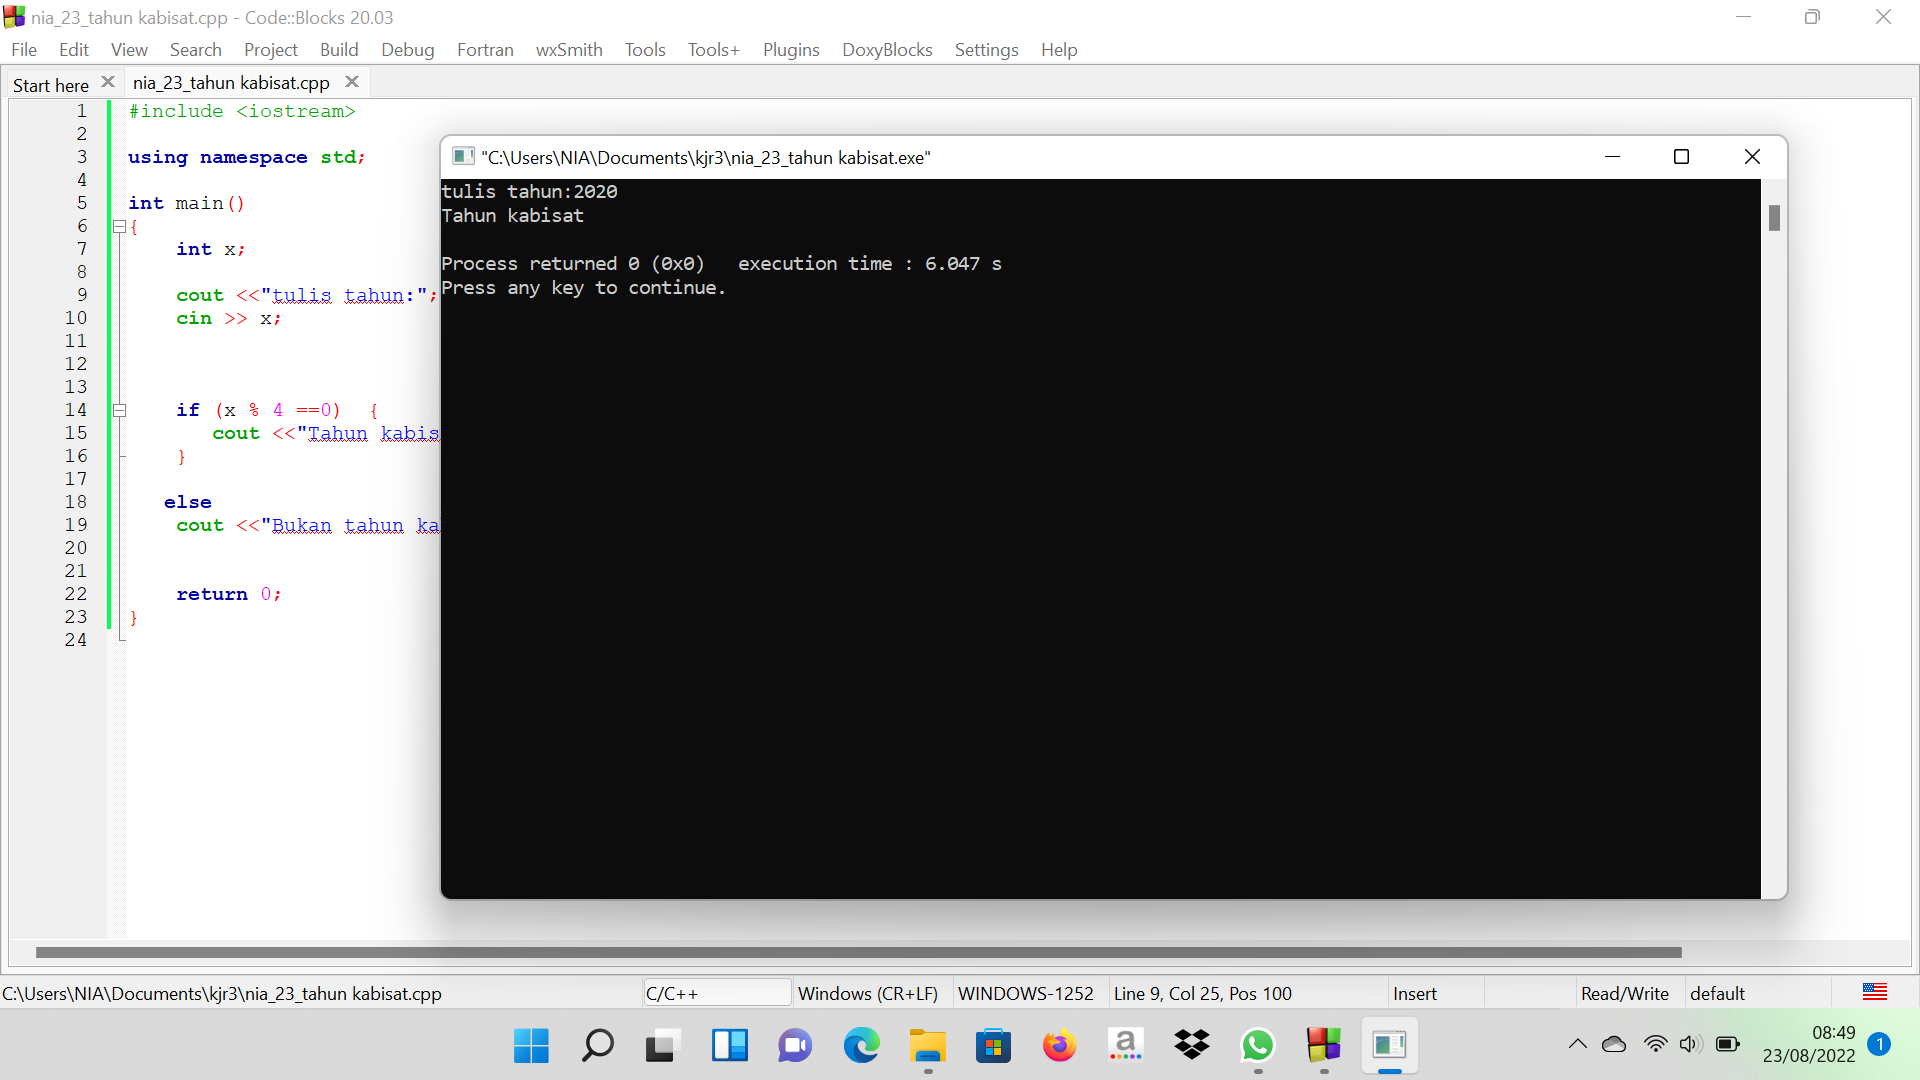 nia_23_tahun kabisat.cpp - Code::Blocks 20.03
File Edit View Search Project Build Debug Fortran wxSmith Tools Tools+ Plugins DoxyBlocks Settings Help
Start here nia_23_tahun kabisat.cpp
1 #include <iostream>
2
3 using namespace std;
4
5 int main()
6 {
7 int x;
8
9 cout <<"tulis tahun:";
10 cin >> x;
11
12
13
14 if (x % 4 ==0) {
15 cout <<"Tahun kabis
16 }
17
18 else
19 cout <<"Bukan tahun ka
20
21
22 return 0;
23 }
24
"C:\Users\NIA\Documents\kjr3\nia_23_tahun kabisat.exe"
tulis tahun:2020
Tahun kabisat
Process returned 0 (0x0) execution time : 6.047 s
Press any key to continue.
C:\Users\NIA\Documents\kjr3\nia_23_tahun kabisat.cpp C/C++ Windows (CR+LF) WINDOWS-1252 Line 9, Col 25, Pos 100 Insert Read/Write default
a
08:49
23/08/2022
1